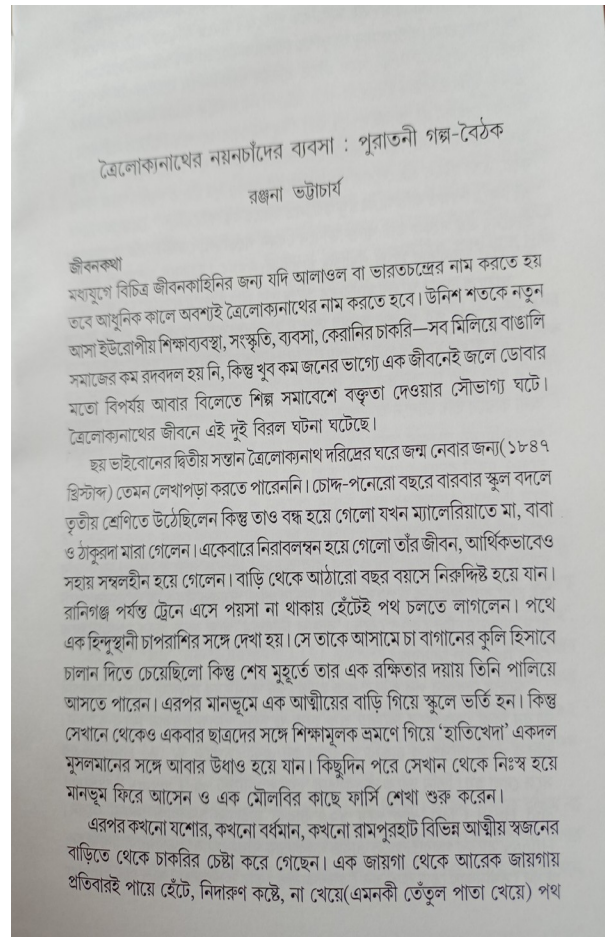 ত্রৈলোক্যনাথের নয়নচাঁদের ব্যবসা : পুরাতনী গল্প-বৈঠক
রঞ্জনা ভট্টাচার্য
জীবনকথা
মধ্যযুগে বিচিত্র জীবনকাহিনির জন্য যদি আলাওল বা ভারতচন্দ্রের নাম করতে হয়
তবে আধুনিক কালে অবশ্যই ত্রৈলোক্যনাথের নাম করতে হবে। উনিশ শতকে নতুন
আসা ইউরোপীয় শিক্ষাব্যবস্থা, সংস্কৃতি, ব্যবসা, কেরানির চাকরি—সব মিলিয়ে বাঙালি
সমাজের কম রদবদল হয় নি, কিন্তু খুব কম জনের ভাগ্যে এক জীবনেই জলে ডোবার
মতো বিপর্যয় আবার বিলেতে শিল্প সমাবেশে বক্তৃতা দেওয়ার সৌভাগ্য ঘটে।
ত্রৈলোক্যনাথের জীবনে এই দুই বিরল ঘটনা ঘটেছে।
ছয় ভাইবোনের দ্বিতীয় সন্তান ত্রৈলোক্যনাথ দরিদ্রের ঘরে জন্ম নেবার জন্য(১৮৪৭
খ্রিস্টাব্দ) তেমন লেখাপড়া করতে পারেননি। চোদ্দ-পনেরো বছরে বারবার স্কুল বদলে
তৃতীয় শ্রেণিতে উঠেছিলেন কিন্তু তাও বন্ধ হয়ে গেলো যখন ম্যালেরিয়াতে মা, বাবা
ও ঠাকুরদা মারা গেলেন। একেবারে নিরাবলম্বন হয়ে গেলো তাঁর জীবন, আর্থিকভাবেও
সহায় সম্বলহীন হয়ে গেলেন। বাড়ি থেকে আঠারো বছর বয়সে নিরুদ্দিষ্ট হয়ে যান।
রানিগঞ্জ পর্যন্ত ট্রেনে এসে পয়সা না থাকায় হেঁটেই পথ চলতে লাগলেন। পথে
এক হিন্দুস্থানী চাপরাশির সঙ্গে দেখা হয়। সে তাকে আসামে চা বাগানের কুলি হিসাবে
চালান দিতে চেয়েছিলো কিন্তু শেষ মুহূর্তে তার এক রক্ষিতার দয়ায় তিনি পালিয়ে
আসতে পারেন। এরপর মানভূমে এক আত্মীয়ের বাড়ি গিয়ে স্কুলে ভর্তি হন। কিন্তু
সেখানে থেকেও একবার ছাত্রদের সঙ্গে শিক্ষামূলক ভ্রমণে গিয়ে ‘হাতিখেদা’ একদল
মুসলমানের সঙ্গে আবার উধাও হয়ে যান। কিছুদিন পরে সেখান থেকে নিঃস্ব হয়ে
মানভূম ফিরে আসেন ও এক মৌলবির কাছে ফার্সি শেখা শুরু করেন।
এরপর কখনো যশোর, কখনো বর্ধমান, কখনো রামপুরহাট বিভিন্ন আত্মীয় স্বজনের
বাড়িতে থেকে চাকরির চেষ্টা করে গেছেন। এক জায়গা থেকে আরেক জায়গায়
প্রতিবারই পায়ে হেঁটে, নিদারুণ কষ্টে, না খেয়ে(এমনকী তেঁতুল পাতা খেয়ে) পথ